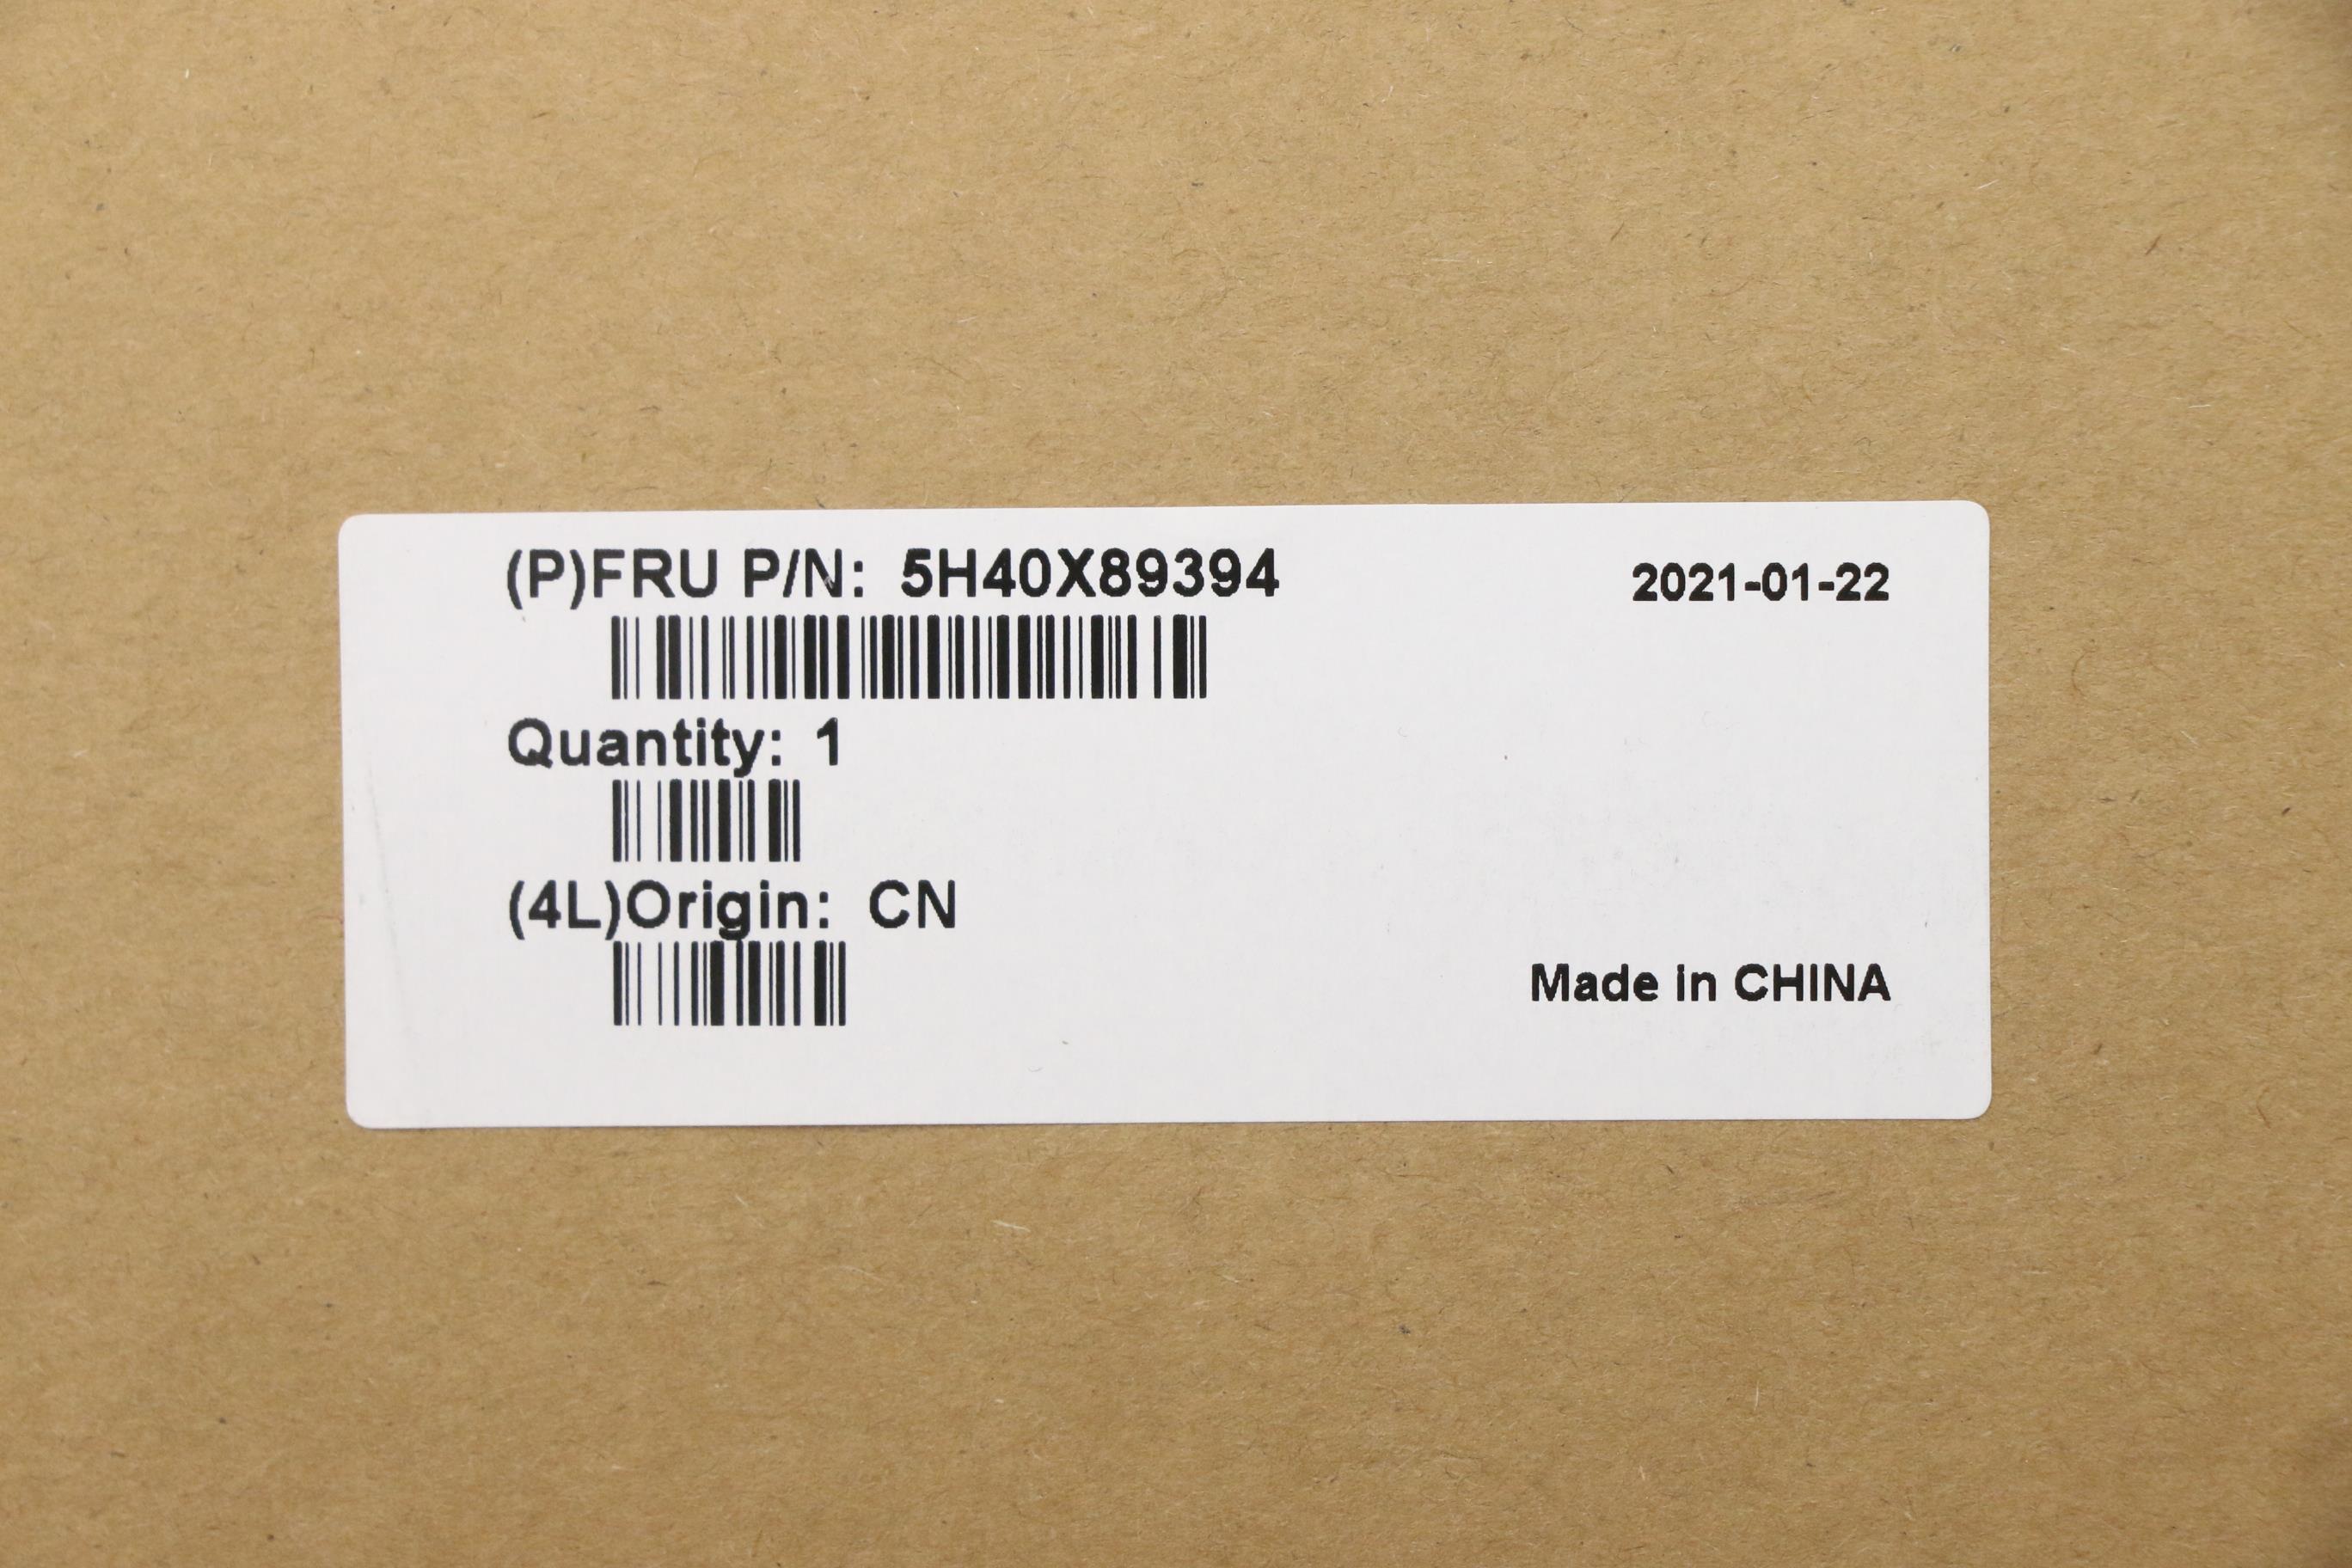 (P)FRU P/N: 5H40X89394
2021-01-22
Quantity: 1
(4L)Origin: CN
Made in CHINA